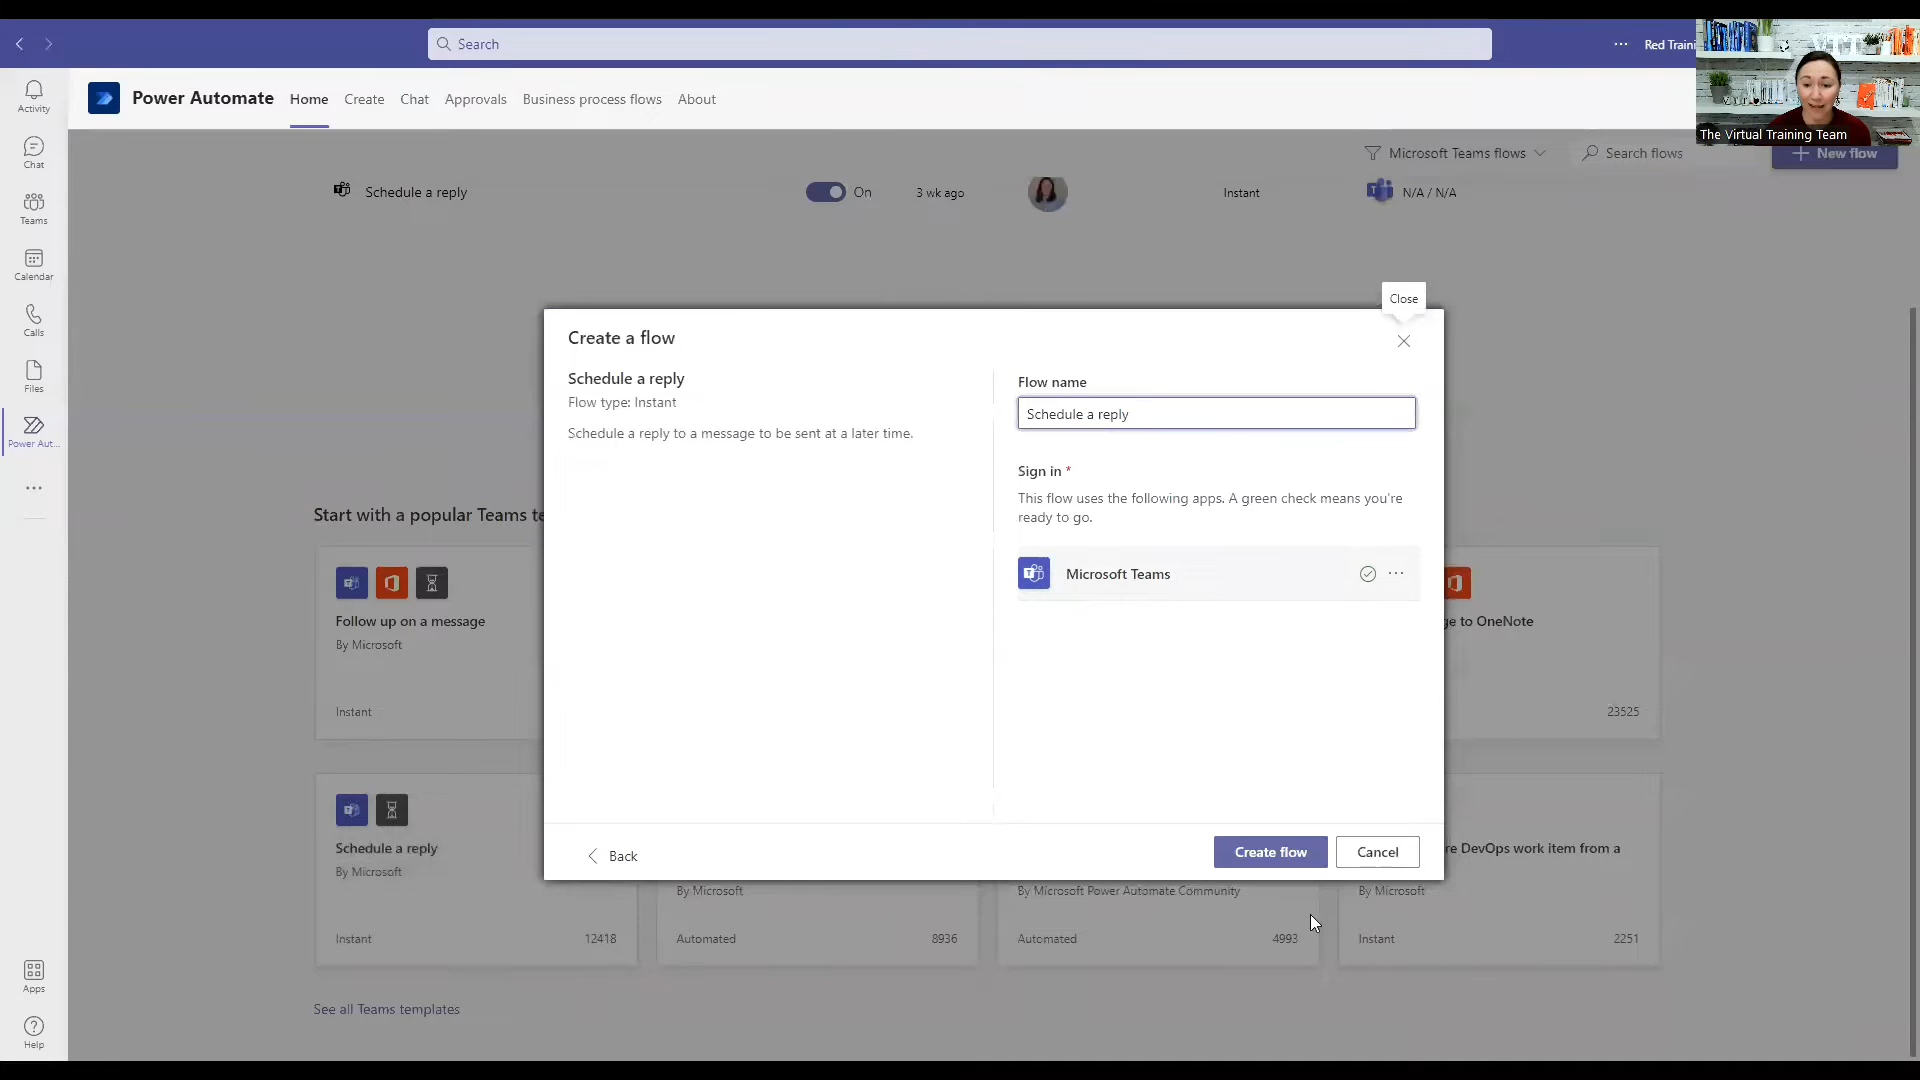 Search
Red Traini
VTT
The Virtual Training Team
Activity
Chat
Teams
Calendar
Calls
Files
Power Aut...
Apps
Help
Power Automate
Home
Create
Chat
Approvals
Business process flows
About
Microsoft Teams flows
Search flows
New flow
Schedule a reply
On
3 wk ago
Instant
N/A / N/A
Close
Create a flow
Schedule a reply
Flow type: Instant
Schedule a reply to a message to be sent at a later time.
Flow name
Schedule a reply
Sign in *
This flow uses the following apps. A green check means you're
ready to go.
Microsoft Teams
Back
Create flow
Cancel
Start with a popular Teams te
Follow up on a message
By Microsoft
Instant
ge to OneNote
23525
Schedule a reply
By Microsoft
Instant
12418
By Microsoft
Automated
8936
By Microsoft Power Automate Community
Automated
4993
re DevOps work item from a
By Microsoft
Instant
2251
See all Teams templates